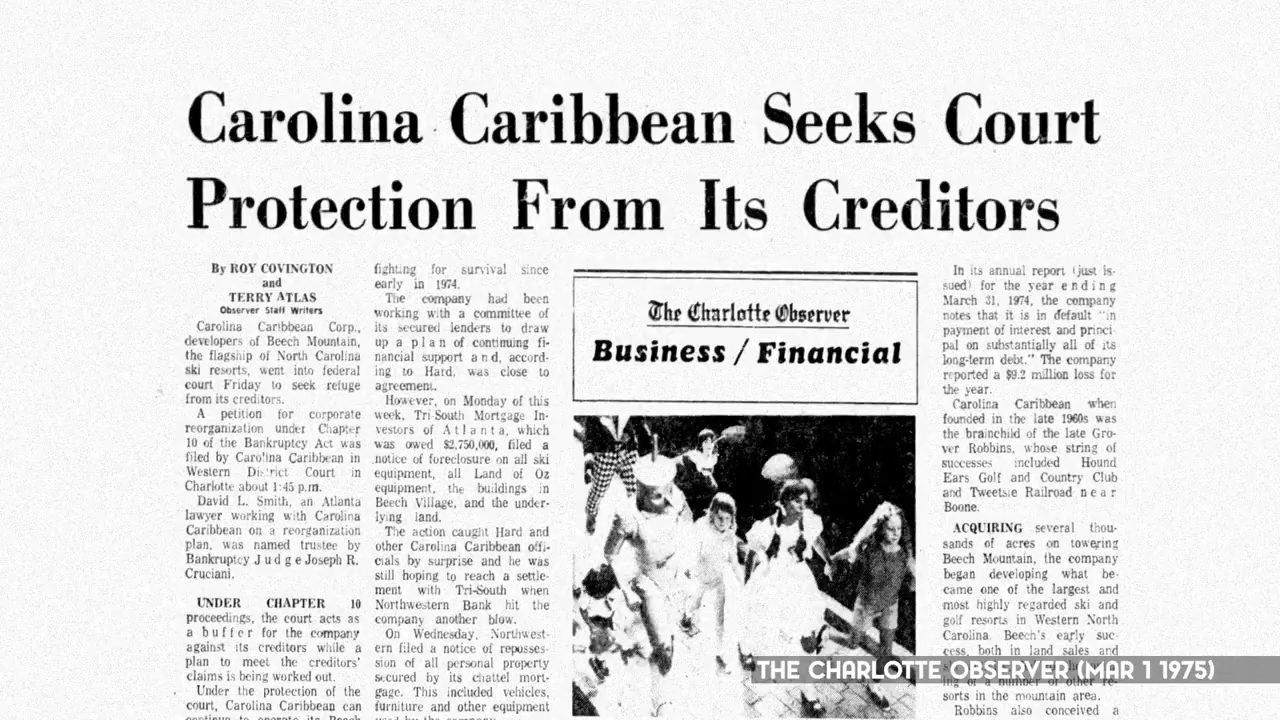 Carolina Caribbean Seeks Court
Protection From Its Creditors
By ROY COVINGTON
and
TERRY ATLAS
Observer Staff Writers
Carolina Caribbean Corp.,
developers of Beech Mountain,
the flagship of North Carolina
ski resorts, went into federal
court Friday to seek refuge
from its creditors.
A petition for corporate
reorganization under Chapter
10 of the Bankruptcy Act was
filed by Carolina Caribbean in
Western District Court in
Charlotte about 1:45 p.m.
David L. Smith, an Atlanta
lawyer working with Carolina
Caribbean on a reorganization
plan, was named trustee by
Bankruptcy Judge Joseph R.
Cruciani.
UNDER CHAPTER 10
proceedings, the court acts as
a buffer for the company
against its creditors while a
plan to meet the creditors'
claims is being worked out.
Under the protection of the
court, Carolina Caribbean can
fighting for survival since
early in 1974.
The company had been
working with a committee of
its secured lenders to draw
up a plan of continuing fi-
nancial support and, accord-
ing to Hard, was close to
agreement.
However, on Monday of this
week, Tri-South Mortgage In-
vestors of Atlanta, which
was owed $2,750,000, filed a
notice of foreclosure on all ski
equipment, all Land of Oz
equipment, the buildings in
Beech Village, and the under-
lying land.
The action caught Hard and
other Carolina Caribbean offi-
cials by surprise and he was
still hoping to reach a settle-
ment with Tri-South when
Northwestern Bank hit the
company another blow.
On Wednesday, Northwest-
ern filed a notice of reposses-
sion of all personal property
secured by its chattel mort-
gage. This included vehicles,
furniture and other equipment
The Charlotte Observer
Business / Financial
In its annual report (just is-
sued) for the year ending
March 31, 1974, the company
notes that it is in default "in
payment of interest and princi-
pal on substantially all of its
long-term debt." The company
reported a $9.2 million loss for
the year.
Carolina Caribbean when
founded in the late 1960s was
the brainchild of the late Gro-
ver Robbins, whose string of
successes included Hound
Ears Golf and Country Club
and Tweetsie Railroad near
Boone.
ACQUIRING several thou-
sands of acres on towering
Beech Mountain, the company
began developing what be-
came one of the largest and
most highly regarded ski and
golf resorts in Western North
Carolina. Beech's early suc-
cess, both in land sales and
sorts in the mountain area.
Robbins also conceived a
THE CHARLOTTE OBSERVER (MAR 1 1975)